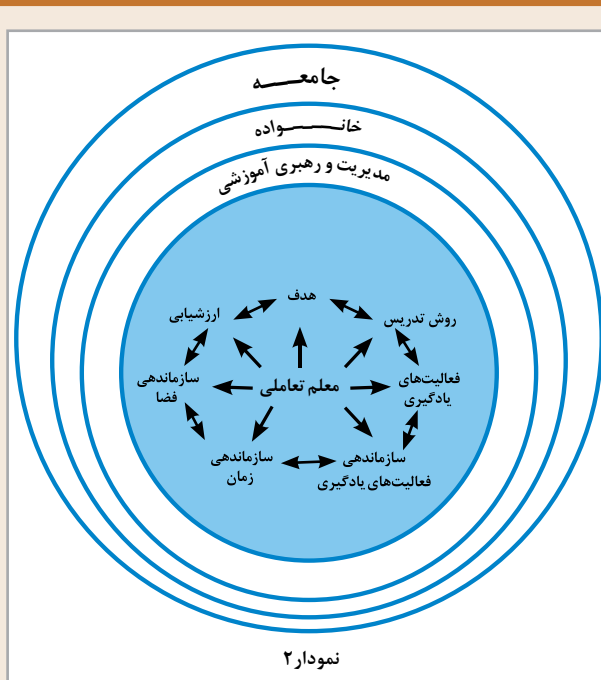 جامعـــــه
خانـــــــواده
مدیریت و رهبری آموزشی
هدف
روش تدریس
ارزشیابی
فعالیت‌های
یادگیری
معلم تعاملی
سازماندهی
فضا
سازماندهی
فعالیت‌های یادگیری
سازماندهی
زمان
نمودار۲